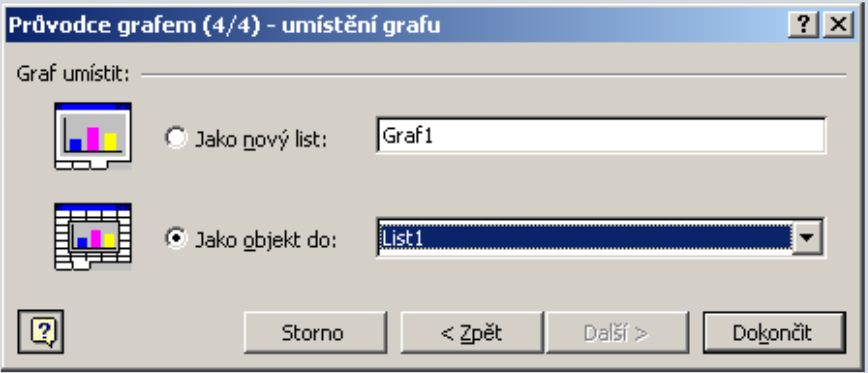 Průvodce grafem (4/4) - umístění grafu
Graf umístit:
Jako nový list: Graf1
Jako objekt do: List1
Storno < Zpět Další > Dokončit